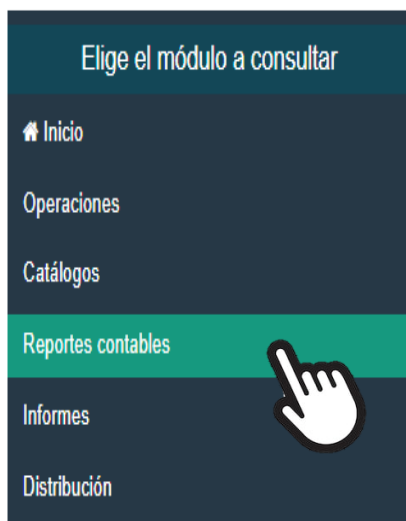 Elige el módulo a consultar
Inicio
Operaciones
Catálogos
Reportes contables
Informes
Distribución